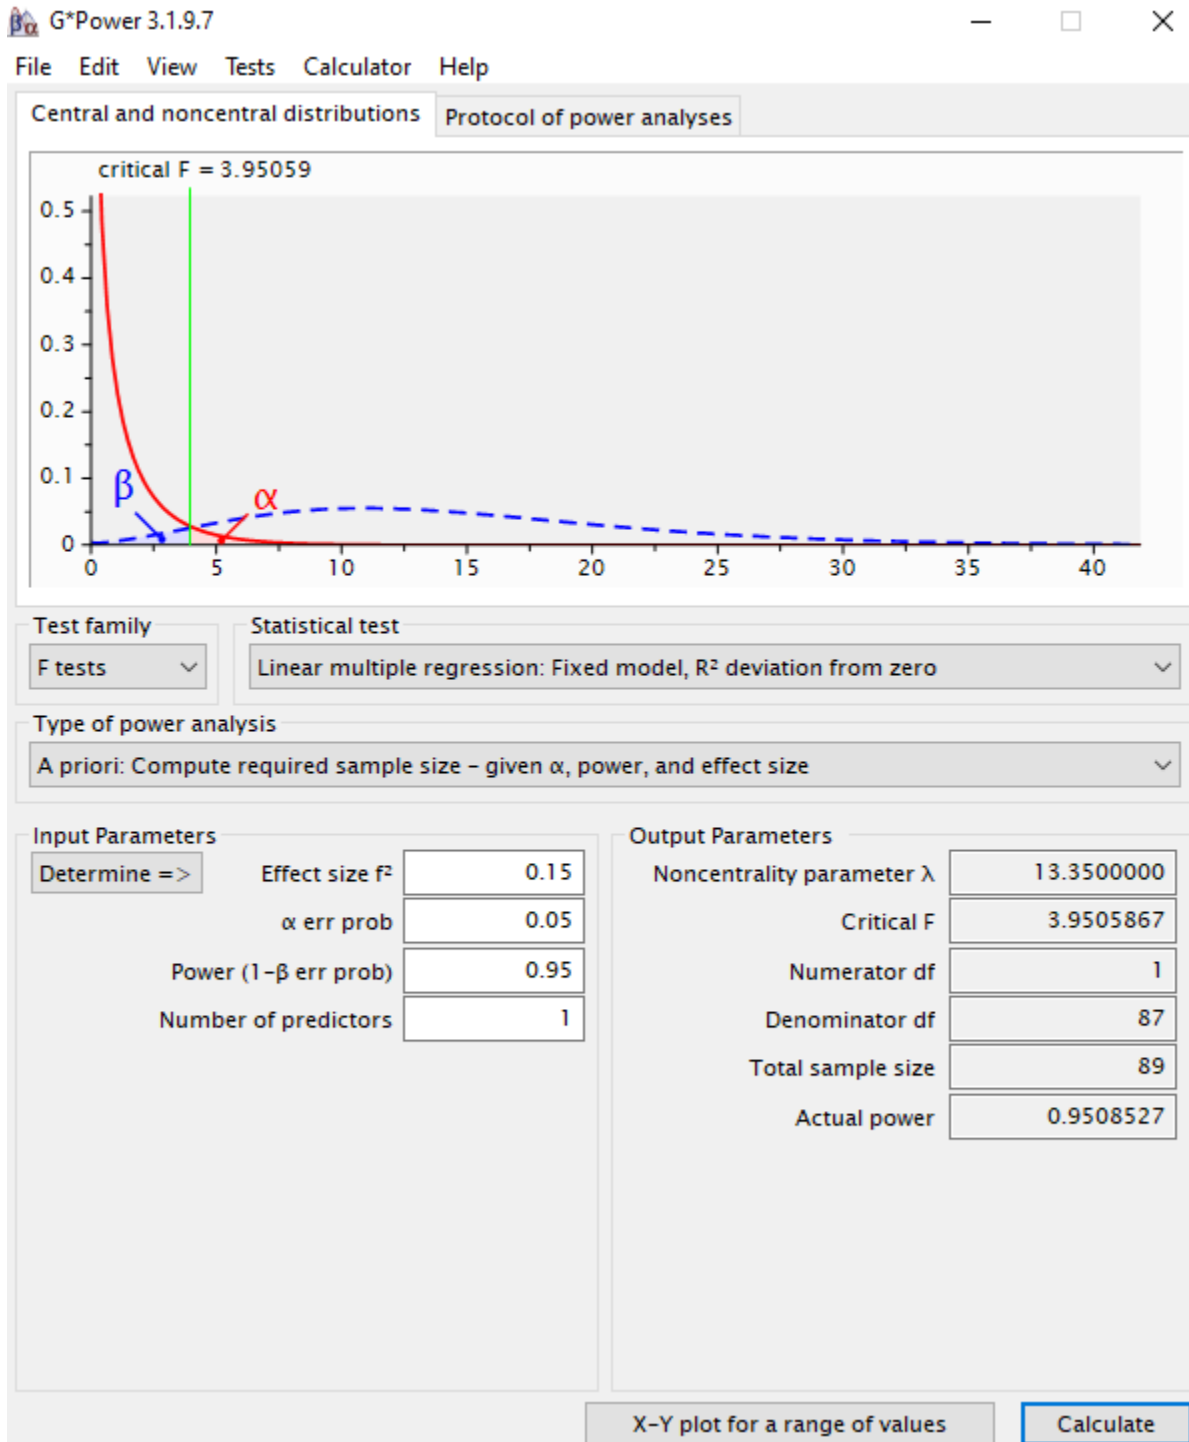 G*Power 3.1.9.7
File Edit View Tests Calculator Help
Central and noncentral distributions Protocol of power analyses
critical F = 3.95059
0.5
0.4
0.3
0.2
0.1
β α
0
0 5 10 15 20 25 30 35 40
Test family Statistical test
F tests Linear multiple regression: Fixed model, R² deviation from zero
Type of power analysis
A priori: Compute required sample size – given α, power, and effect size
Input Parameters Output Parameters
Determine => Effect size f² 0.15 Noncentrality parameter λ 13.3500000
α err prob 0.05 Critical F 3.9505867
Power (1–β err prob) 0.95 Numerator df 1
Number of predictors 1 Denominator df 87
Total sample size 89
Actual power 0.9508527
X–Y plot for a range of values Calculate